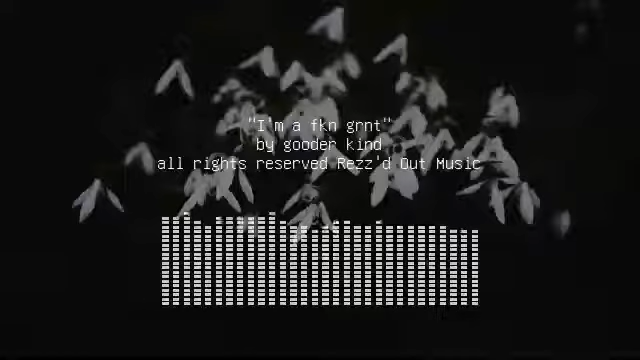 "I'm a fkn grnt"
by gooder kind
all rights reserved Rezz'd Out Music